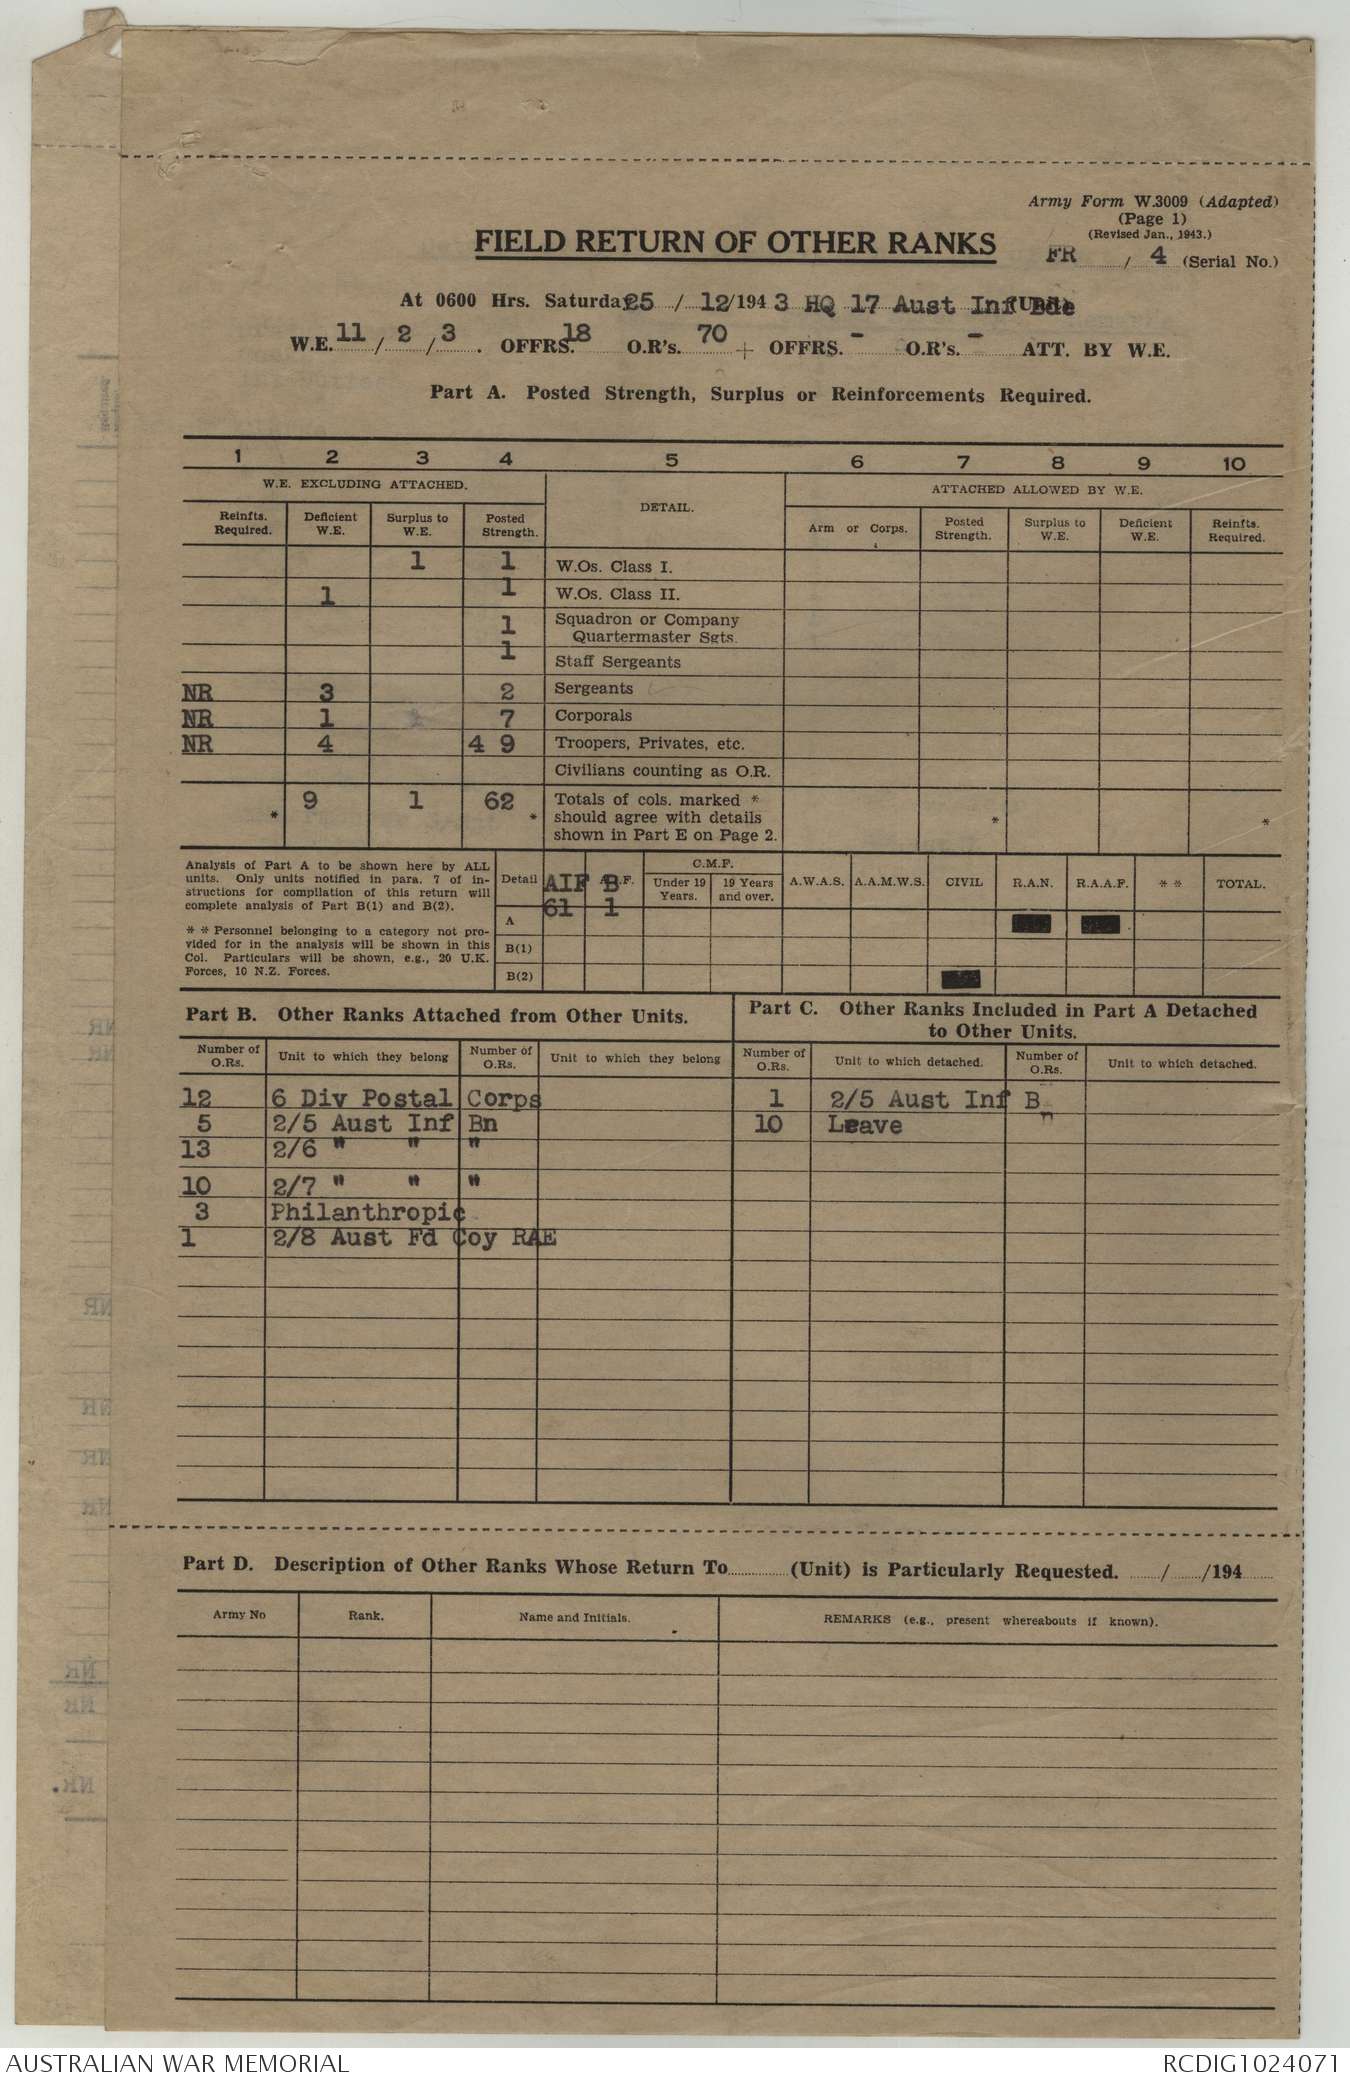 Army Form W.3009 (Adapted)
(Page 1)
(Revised Jan., 1943.)
FIELD RETURN OF OTHER RANKS
FR / 4 (Serial No.)
At 0600 Hrs. Saturday 25 / 12/194 3 HQ 17 Aust Inf Bde
W.E. 11 / 2 / 3 . OFFRS. 18 O.R's. 70 + OFFRS. - O.R's. - ATT. BY W.E.
Part A. Posted Strength, Surplus or Reinforcements Required.
1 2 3 4 5 6 7 8 9 10
W.E. EXCLUDING ATTACHED. DETAIL. ATTACHED ALLOWED BY W.E.
Reinfts. Required. Deficient W.E. Surplus to W.E. Posted Strength. Arm or Corps. Posted Strength. Surplus to W.E. Deficient W.E. Reinfts. Required.
1 1 W.Os. Class I.
1 1 W.Os. Class II.
1 Squadron or Company
Quartermaster Sgts.
1 Staff Sergeants
NR 3 2 Sergeants
NR 1 7 Corporals
NR 4 4 9 Troopers, Privates, etc.
Civilians counting as O.R.
9 1 62 Totals of cols. marked *
* * should agree with details * *
shown in Part E on Page 2.
Analysis of Part A to be shown here by ALL
units. Only units notified in para. 7 of in-
structions for compilation of this return will
complete analysis of Part B(1) and B(2).
* * Personnel belonging to a category not pro-
vided for in the analysis will be shown in this
Col. Particulars will be shown, e.g., 20 U.K.
Forces, 10 N.Z. Forces.
Detail AIF B C.M.F. A.W.A.S. A.A.M.W.S. CIVIL R.A.N. R.A.A.F. * * TOTAL.
Under 19 Years. 19 Years and over.
A 61 1
B(1)
B(2)
Part B. Other Ranks Attached from Other Units.
Number of O.Rs. Unit to which they belong Number of O.Rs. Unit to which they belong
12 6 Div Postal Corps
5 2/5 Aust Inf Bn
13 2/6 " " "
10 2/7 " " "
3 Philanthropic
1 2/8 Aust Fd Coy RAE
Part C. Other Ranks Included in Part A Detached
to Other Units.
Number of O.Rs. Unit to which detached. Number of O.Rs. Unit to which detached.
1 2/5 Aust Inf B
n
10 Leave
Part D. Description of Other Ranks Whose Return To (Unit) is Particularly Requested. / /194
Army No Rank. Name and Initials. REMARKS (e.g., present whereabouts if known).
AUSTRALIAN WAR MEMORIAL
RCDIG1024071